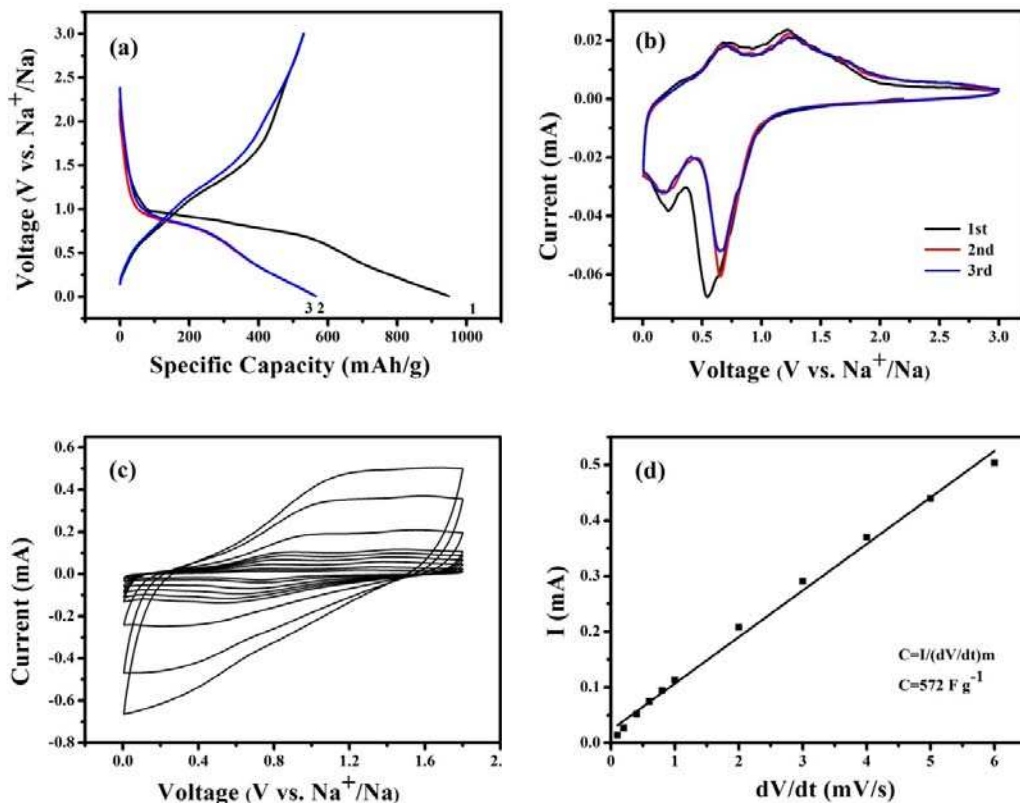 (a)
Voltage (V vs. Na⁺/Na)
3.0
2.5
2.0
1.5
1.0
0.5
0.0
3 2
1
0 200 400 600 800 1000
Specific Capacity (mAh/g)
(b)
Current (mA)
0.02
0.00
-0.02
-0.04
-0.06
1st
2nd
3rd
0.0 0.5 1.0 1.5 2.0 2.5 3.0
Voltage (V vs. Na⁺/Na)
(c)
Current (mA)
0.6
0.4
0.2
0.0
-0.2
-0.4
-0.6
-0.8
0.0 0.4 0.8 1.2 1.6 2.
Voltage (V vs. Na⁺/Na)
(d)
I (mA)
0.5
0.4
0.3
0.2
0.1
0.0
C=I/(dV/dt)m
C=572 F g⁻¹
0 1 2 3 4 5 6
dV/dt (mV/s)